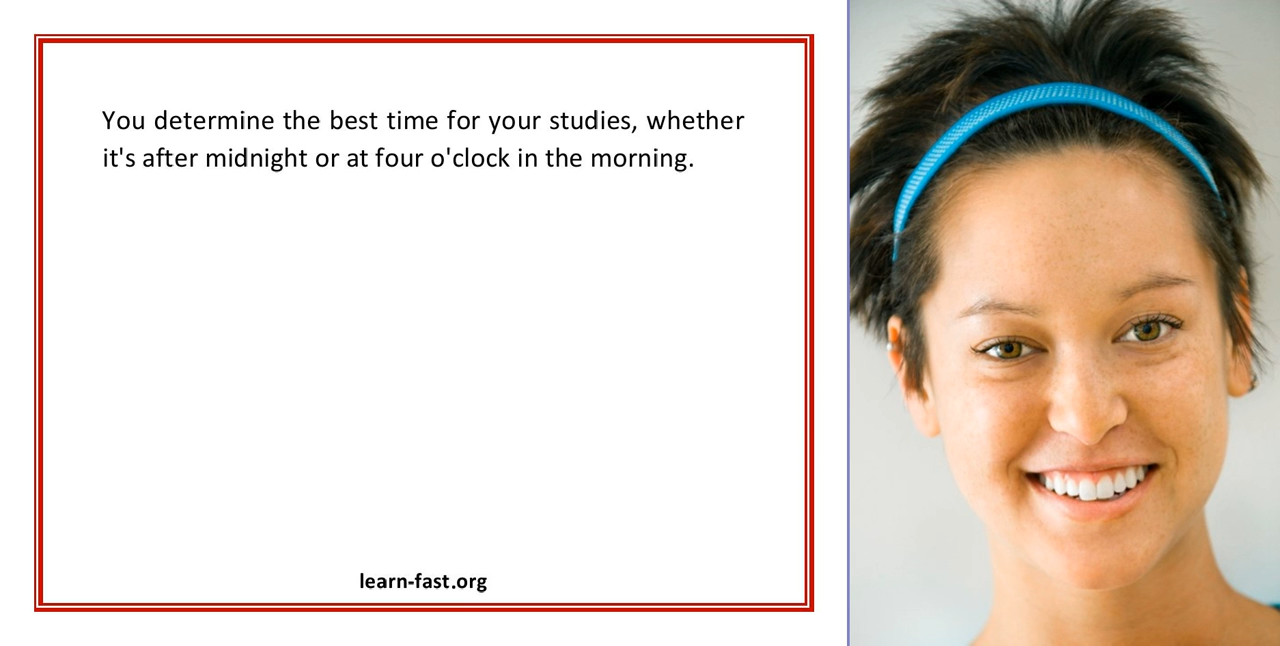 You determine the best time for your studies, whether
it's after midnight or at four o'clock in the morning.
learn-fast.org